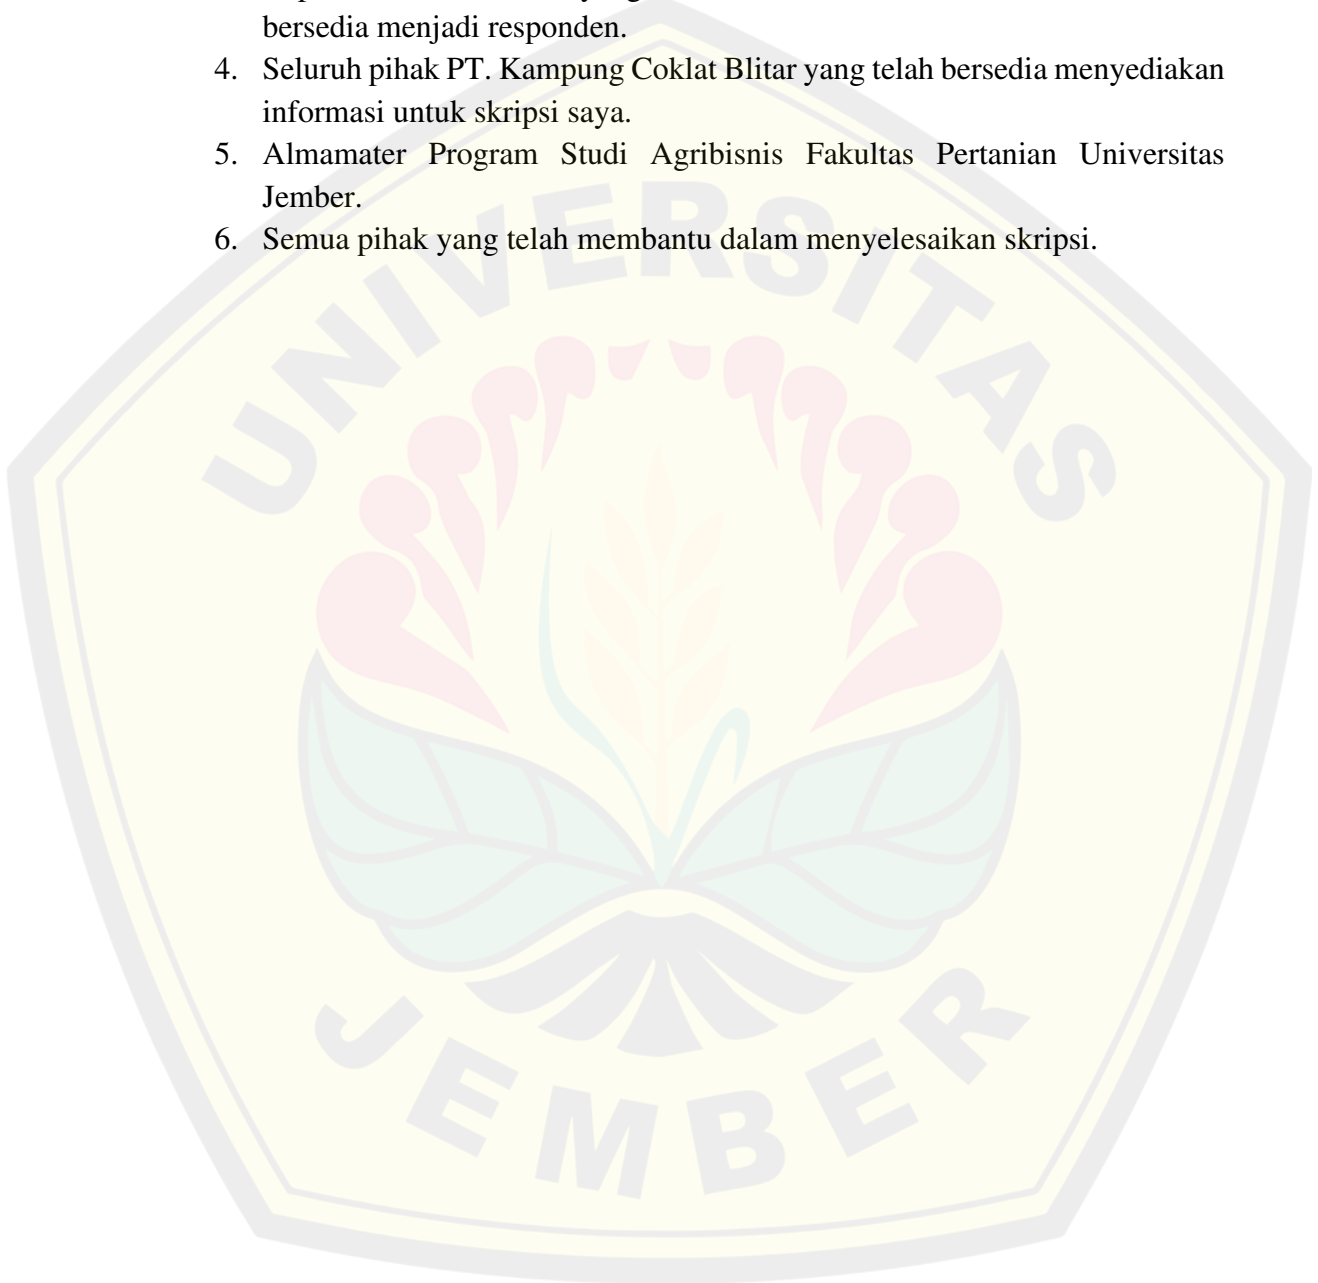 bersedia menjadi responden.
4. Seluruh pihak PT. Kampung Coklat Blitar yang telah bersedia menyediakan
informasi untuk skripsi saya.
5. Almamater Program Studi Agribisnis Fakultas Pertanian Universitas
Jember.
6. Semua pihak yang telah membantu dalam menyelesaikan skripsi.
UNIVERSITAS
JEMBER